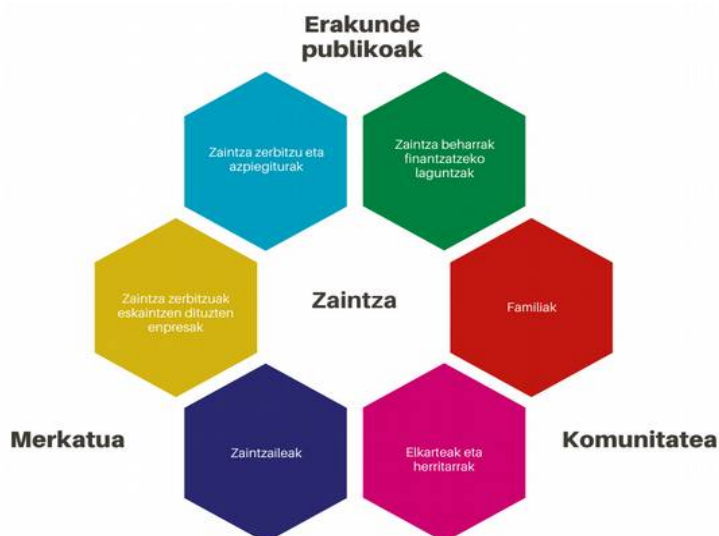 Erakunde
publikoak
Zaintza zerbitzu eta
azpiegiturak
Zaintza beharrak
finantzatzeko
laguntzak
Zaintza zerbitzuak
eskaintzen dituzten
enpresak
Zaintza
Familiak
Merkatua
Zaintzaileak
Elkarteak eta
herritarrak
Komunitatea